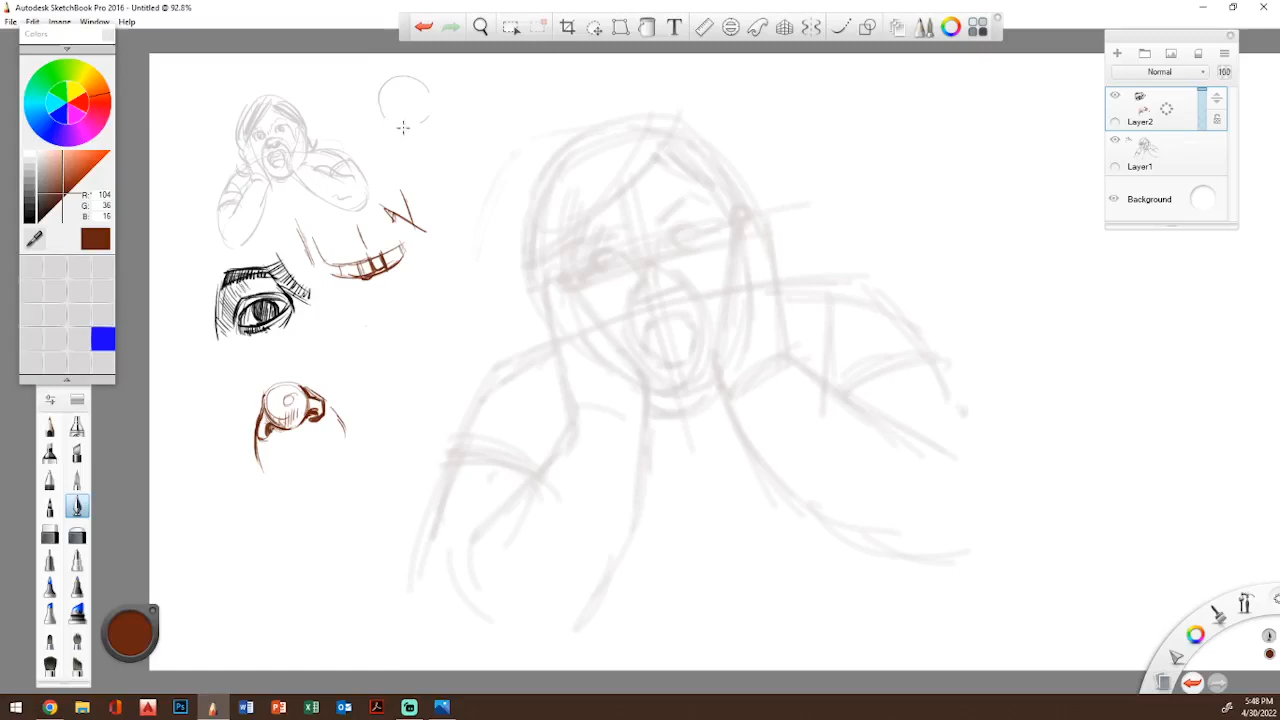 Autodesk SketchBook Pro 2016 - Untitled @ 92.8%
File Edit Image Window Help
Colors
R: 104
G: 36
B: 16
T
Normal
100
Layer2
Layer1
Background
Ps
5:48 PM
4/30/2022